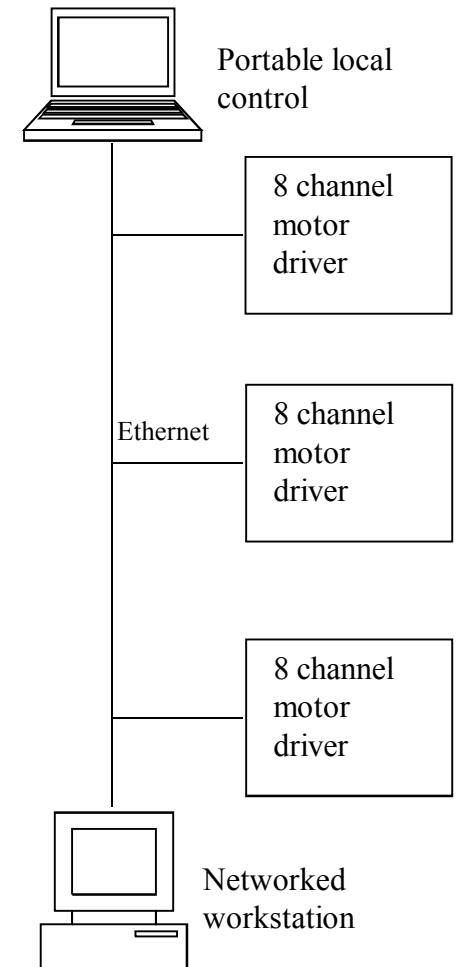 Portable local
control
8 channel
motor
driver
Ethernet
8 channel
motor
driver
8 channel
motor
driver
Networked
workstation